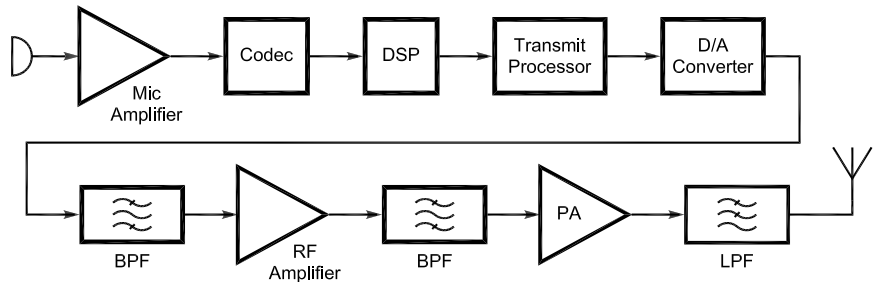 Mic
Amplifier
Codec
DSP
Transmit
Processor
D/A
Converter
BPF
RF
Amplifier
BPF
PA
LPF